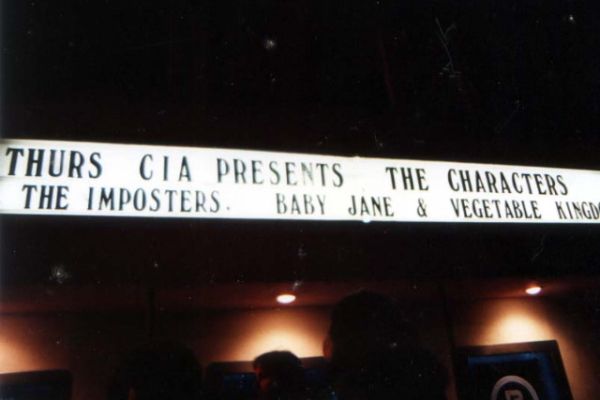 THURS CIA PRESENTS THE CHARACTERS
THE IMPOSTERS. BABY JANE & VEGETABLE